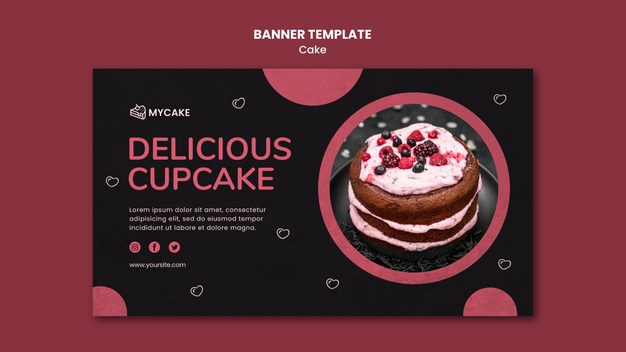 BANNER TEMPLATE
Cake
MYCAKE
DELICIOUS
CUPCAKE
Lorem ipsum dolor sit amet, consectetur
adipisicing elit, sed do eiusmod tempor
incididunt ut labore et dolore magna.
www.yoursite.com